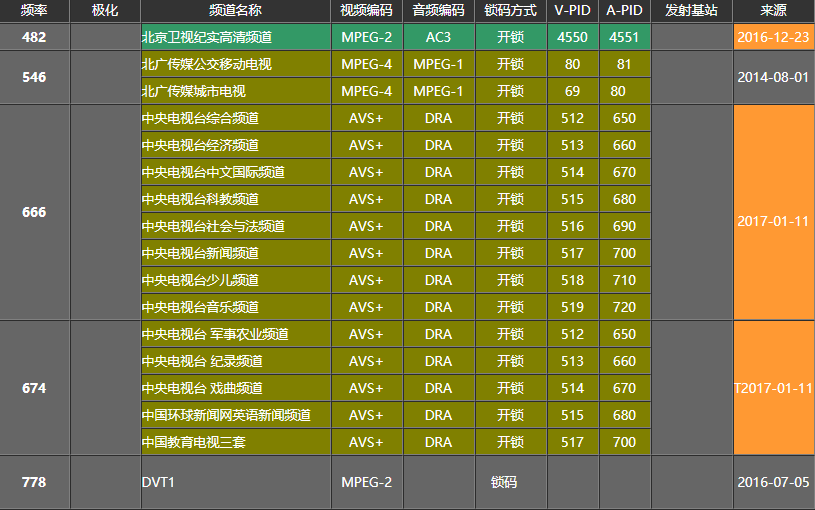 频率 极化 频道名称 视频编码 音频编码 锁码方式 V-PID A-PID 发射基站 来源
482 北京卫视纪实高清频道 MPEG-2 AC3 开锁 4550 4551 2016-12-23
546 北广传媒公交移动电视 MPEG-4 MPEG-1 开锁 80 81 2014-08-01
北广传媒城市电视 MPEG-4 MPEG-1 开锁 69 80
666 中央电视台综合频道 AVS+ DRA 开锁 512 650 2017-01-11
中央电视台经济频道 AVS+ DRA 开锁 513 660
中央电视台中文国际频道 AVS+ DRA 开锁 514 670
中央电视台科教频道 AVS+ DRA 开锁 515 680
中央电视台社会与法频道 AVS+ DRA 开锁 516 690
中央电视台新闻频道 AVS+ DRA 开锁 517 700
中央电视台少儿频道 AVS+ DRA 开锁 518 710
中央电视台音乐频道 AVS+ DRA 开锁 519 720
674 中央电视台 军事农业频道 AVS+ DRA 开锁 512 650 T2017-01-11
中央电视台 纪录频道 AVS+ DRA 开锁 513 660
中央电视台 戏曲频道 AVS+ DRA 开锁 514 670
中国环球新闻网英语新闻频道 AVS+ DRA 开锁 515 680
中国教育电视三套 AVS+ DRA 开锁 517 700
778 DVT1 MPEG-2 锁码 2016-07-05